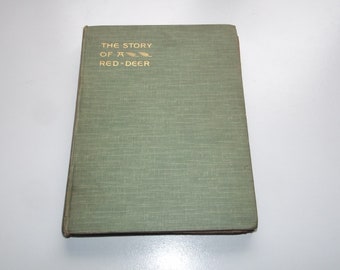 THE STORY
OF A
RED-DEER